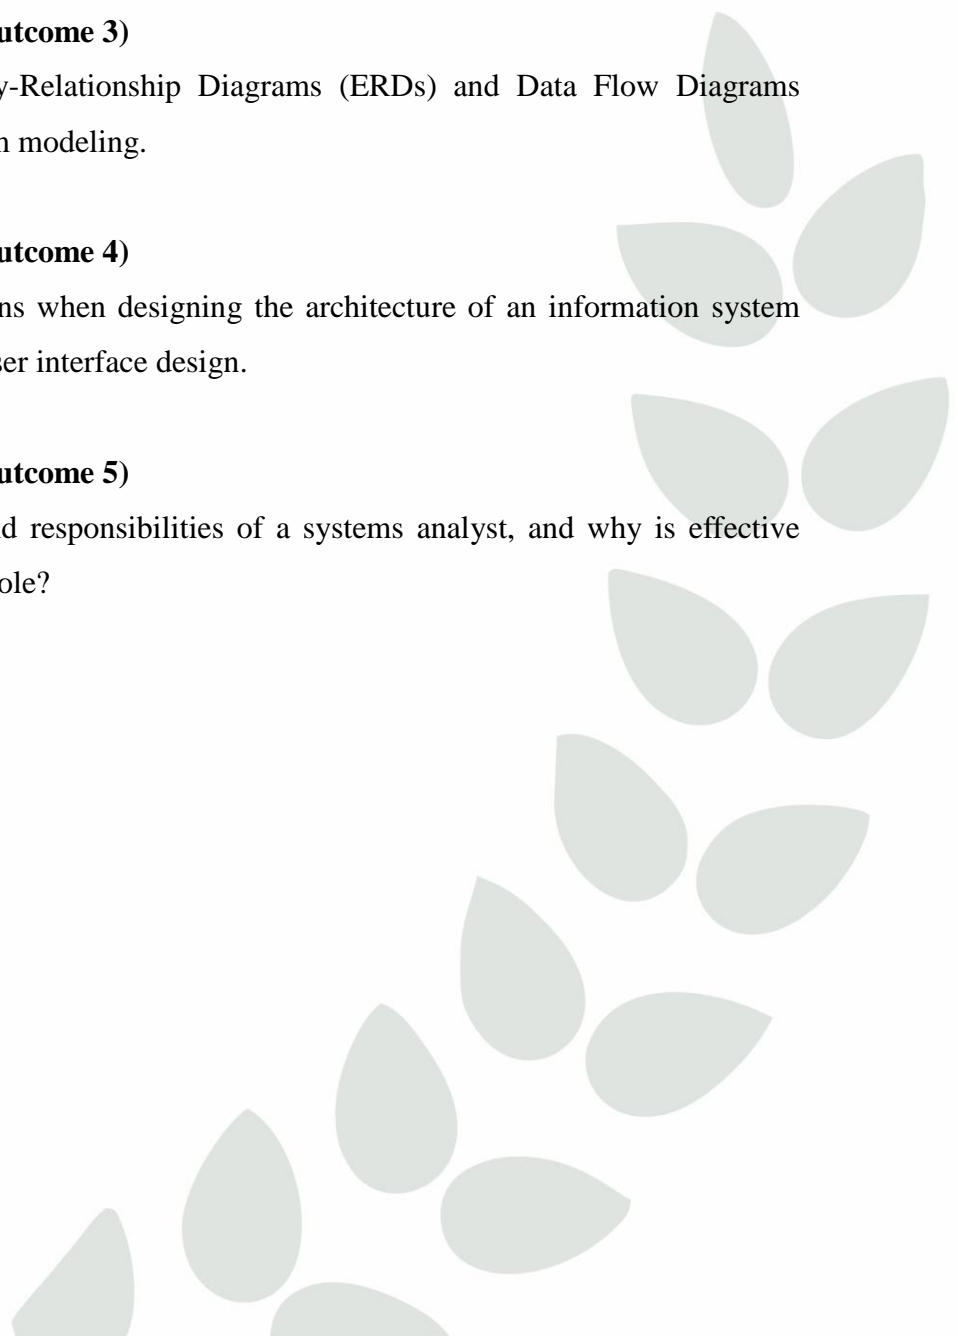 utcome 3)
y-Relationship Diagrams (ERDs) and Data Flow Diagrams
n modeling.
utcome 4)
ns when designing the architecture of an information system
ser interface design.
utcome 5)
d responsibilities of a systems analyst, and why is effective
ole?